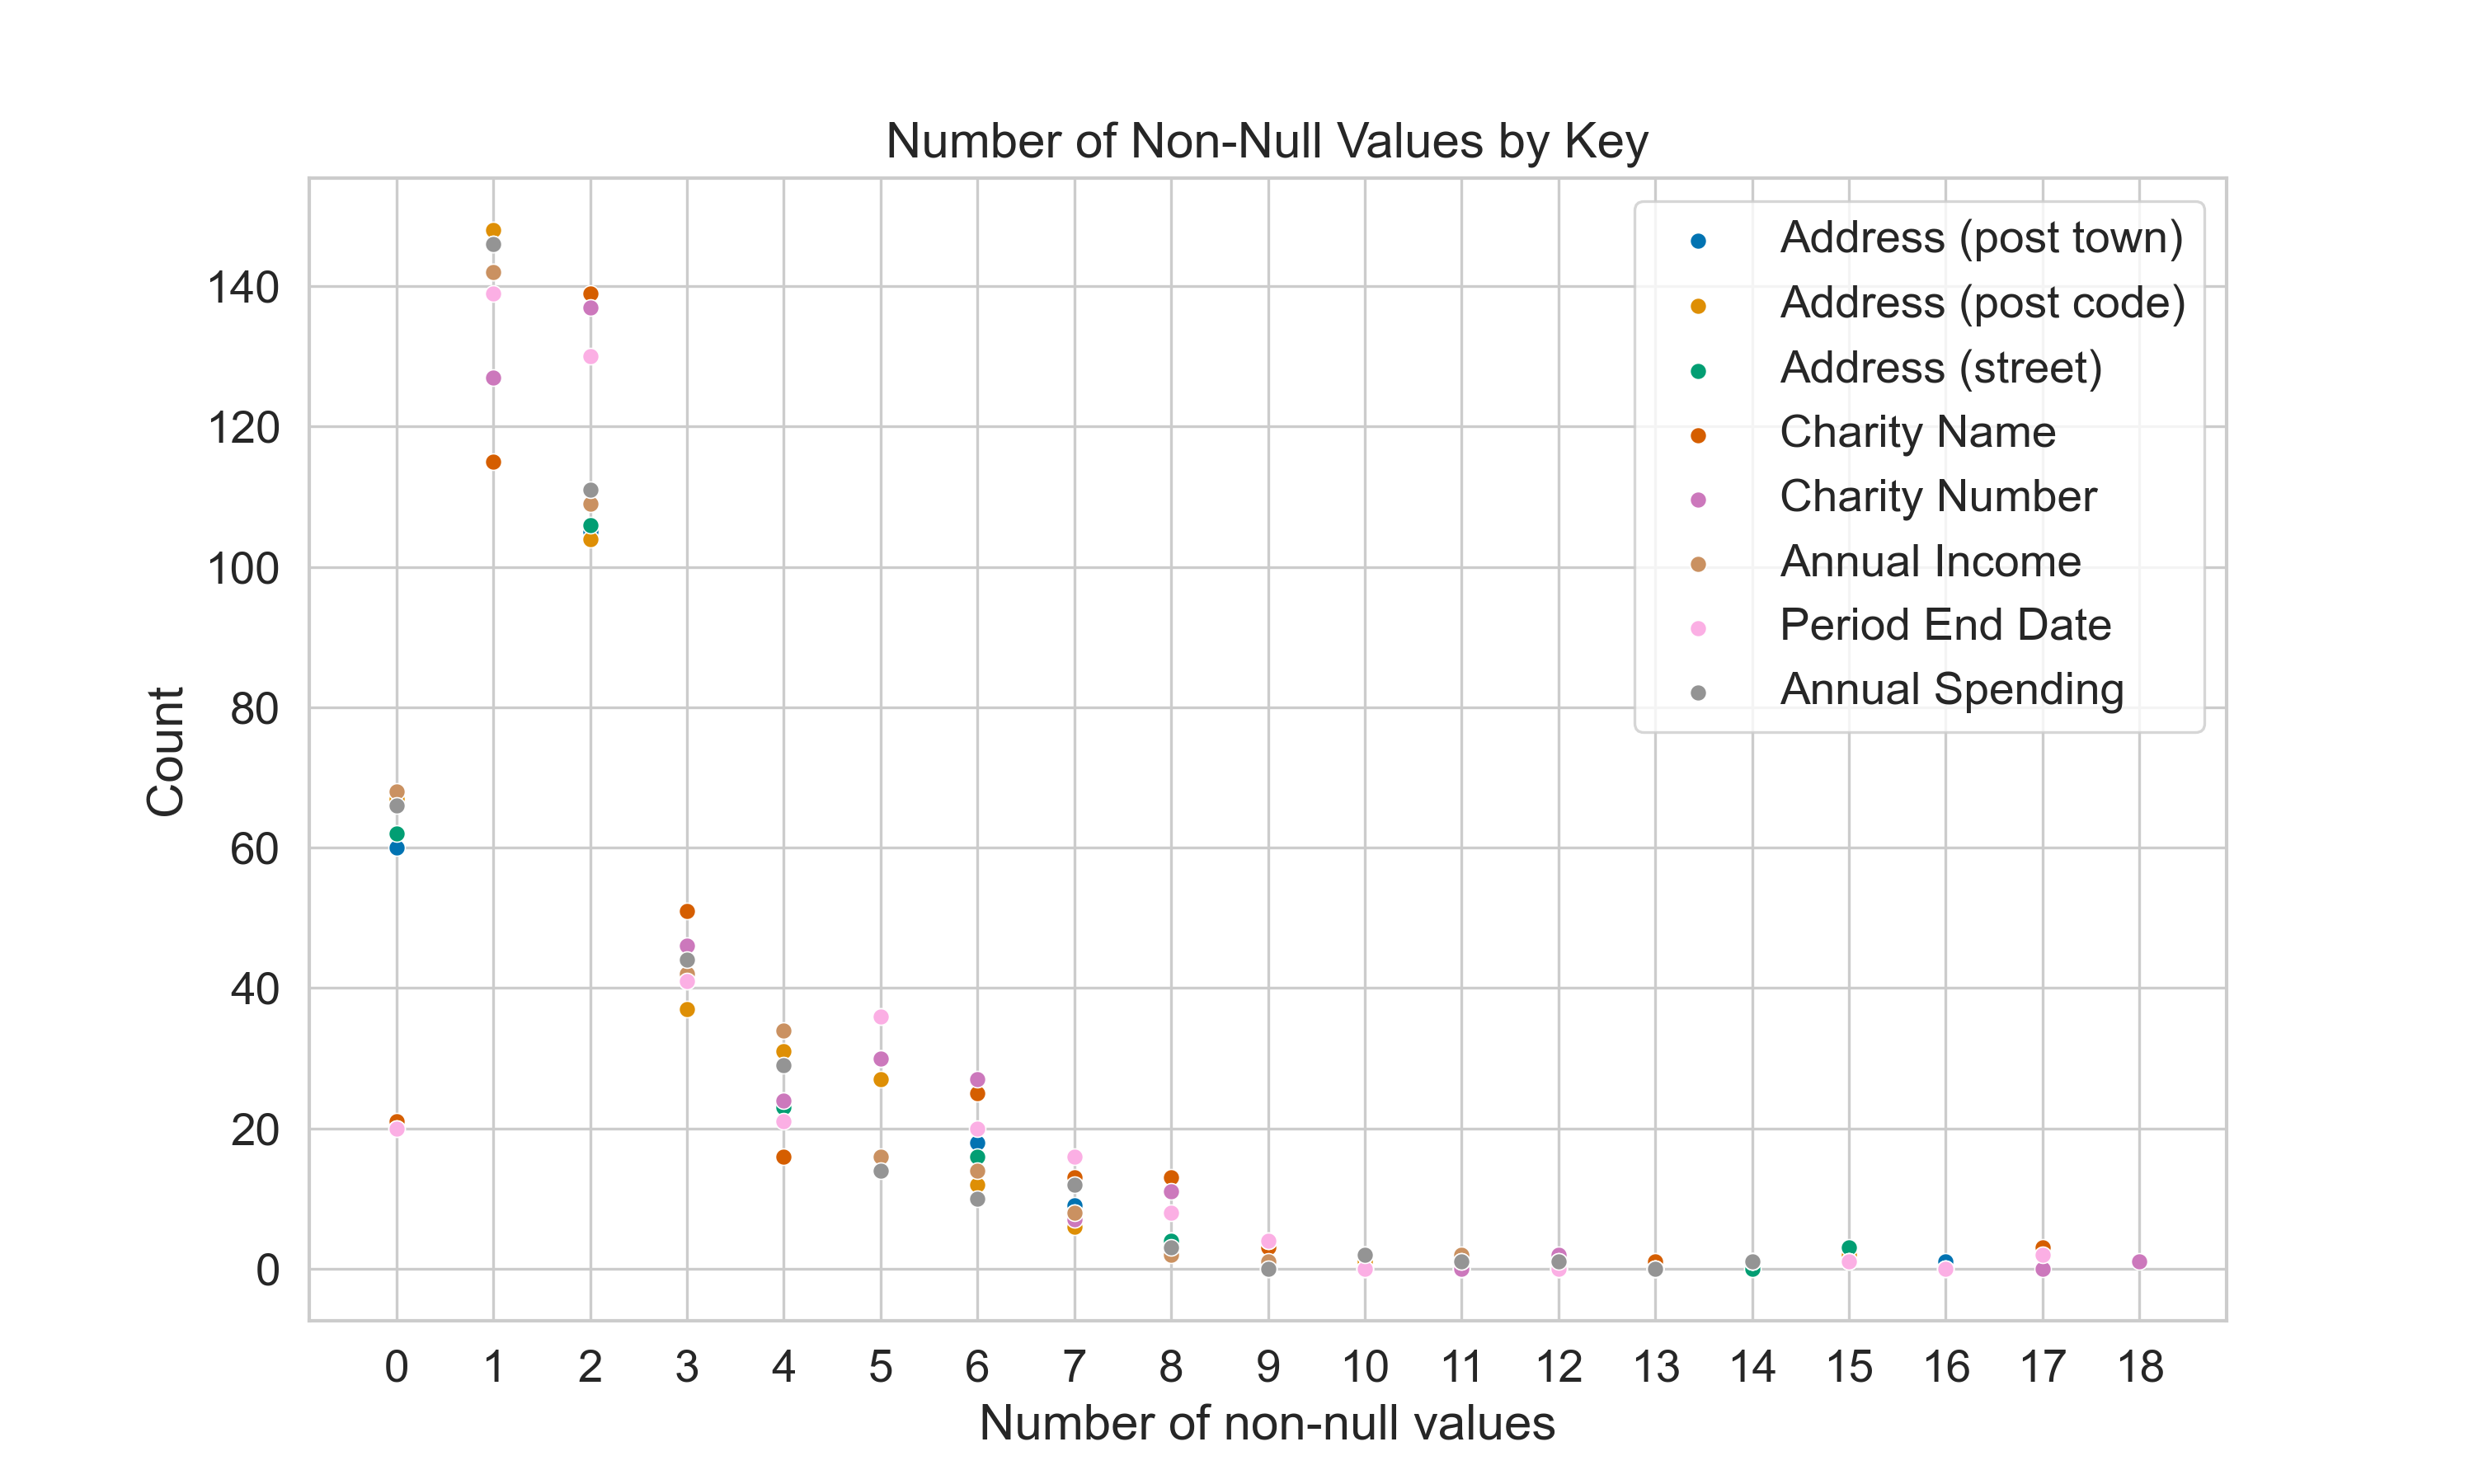 Number of Non-Null Values by Key
140
120
100
80
60
40
20
0
Count
Address (post town)
Address (post code)
Address (street)
Charity Name
Charity Number
Annual Income
Period End Date
Annual Spending
0 1 2 3 4 5 6 7 8 9 10 11 12 13 14 15 16 17 18
Number of non-null values